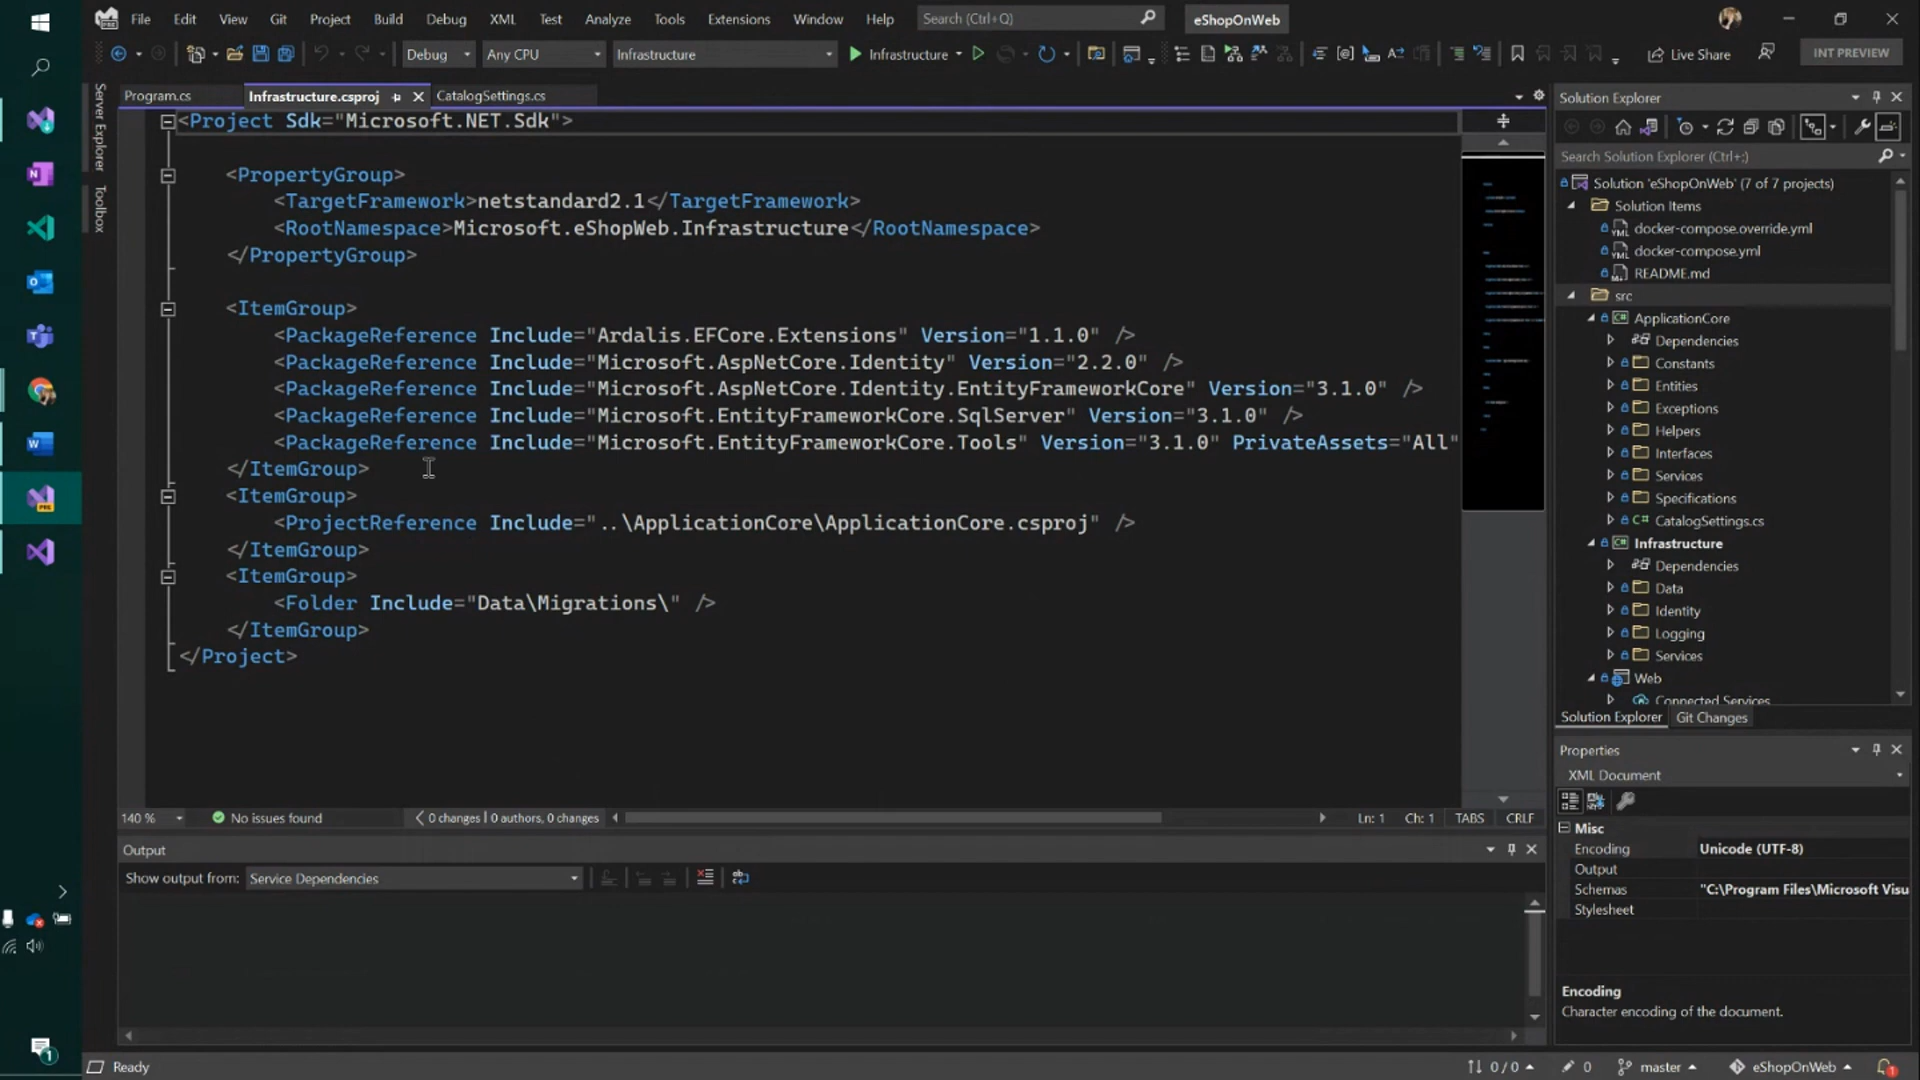 File Edit View Git Project Build Debug XML Test Analyze Tools Extensions Window Help Search (Ctrl+Q) eShopOnWeb
Debug Any CPU Infrastructure Infrastructure Live Share INT PREVIEW
Server Explorer
Toolbox
Program.cs Infrastructure.csproj CatalogSettings.cs
<Project Sdk="Microsoft.NET.Sdk">
<PropertyGroup>
<TargetFramework>netstandard2.1</TargetFramework>
<RootNamespace>Microsoft.eShopWeb.Infrastructure</RootNamespace>
</PropertyGroup>
<ItemGroup>
<PackageReference Include="Ardalis.EFCore.Extensions" Version="1.1.0" />
<PackageReference Include="Microsoft.AspNetCore.Identity" Version="2.2.0" />
<PackageReference Include="Microsoft.AspNetCore.Identity.EntityFrameworkCore" Version="3.1.0" />
<PackageReference Include="Microsoft.EntityFrameworkCore.SqlServer" Version="3.1.0" />
<PackageReference Include="Microsoft.EntityFrameworkCore.Tools" Version="3.1.0" PrivateAssets="All"
</ItemGroup>
<ItemGroup>
<ProjectReference Include="..\ApplicationCore\ApplicationCore.csproj" />
</ItemGroup>
<ItemGroup>
<Folder Include="Data\Migrations\" />
</ItemGroup>
</Project>
140 % No issues found 0 changes | 0 authors, 0 changes Ln: 1 Ch: 1 TABS CRLF
Output
Show output from: Service Dependencies
Solution Explorer
Search Solution Explorer (Ctrl+;)
Solution 'eShopOnWeb' (7 of 7 projects)
Solution Items
docker-compose.override.yml
docker-compose.yml
README.md
src
ApplicationCore
Dependencies
Constants
Entities
Exceptions
Helpers
Interfaces
Services
Specifications
C# CatalogSettings.cs
Infrastructure
Dependencies
Data
Identity
Logging
Services
Web
Connected Services
Solution Explorer Git Changes
Properties
XML Document
Misc
Encoding Unicode (UTF-8)
Output
Schemas "C:\Program Files\Microsoft Visu
Stylesheet
Encoding
Character encoding of the document.
Ready 0 / 0 0 master eShopOnWeb 1
1